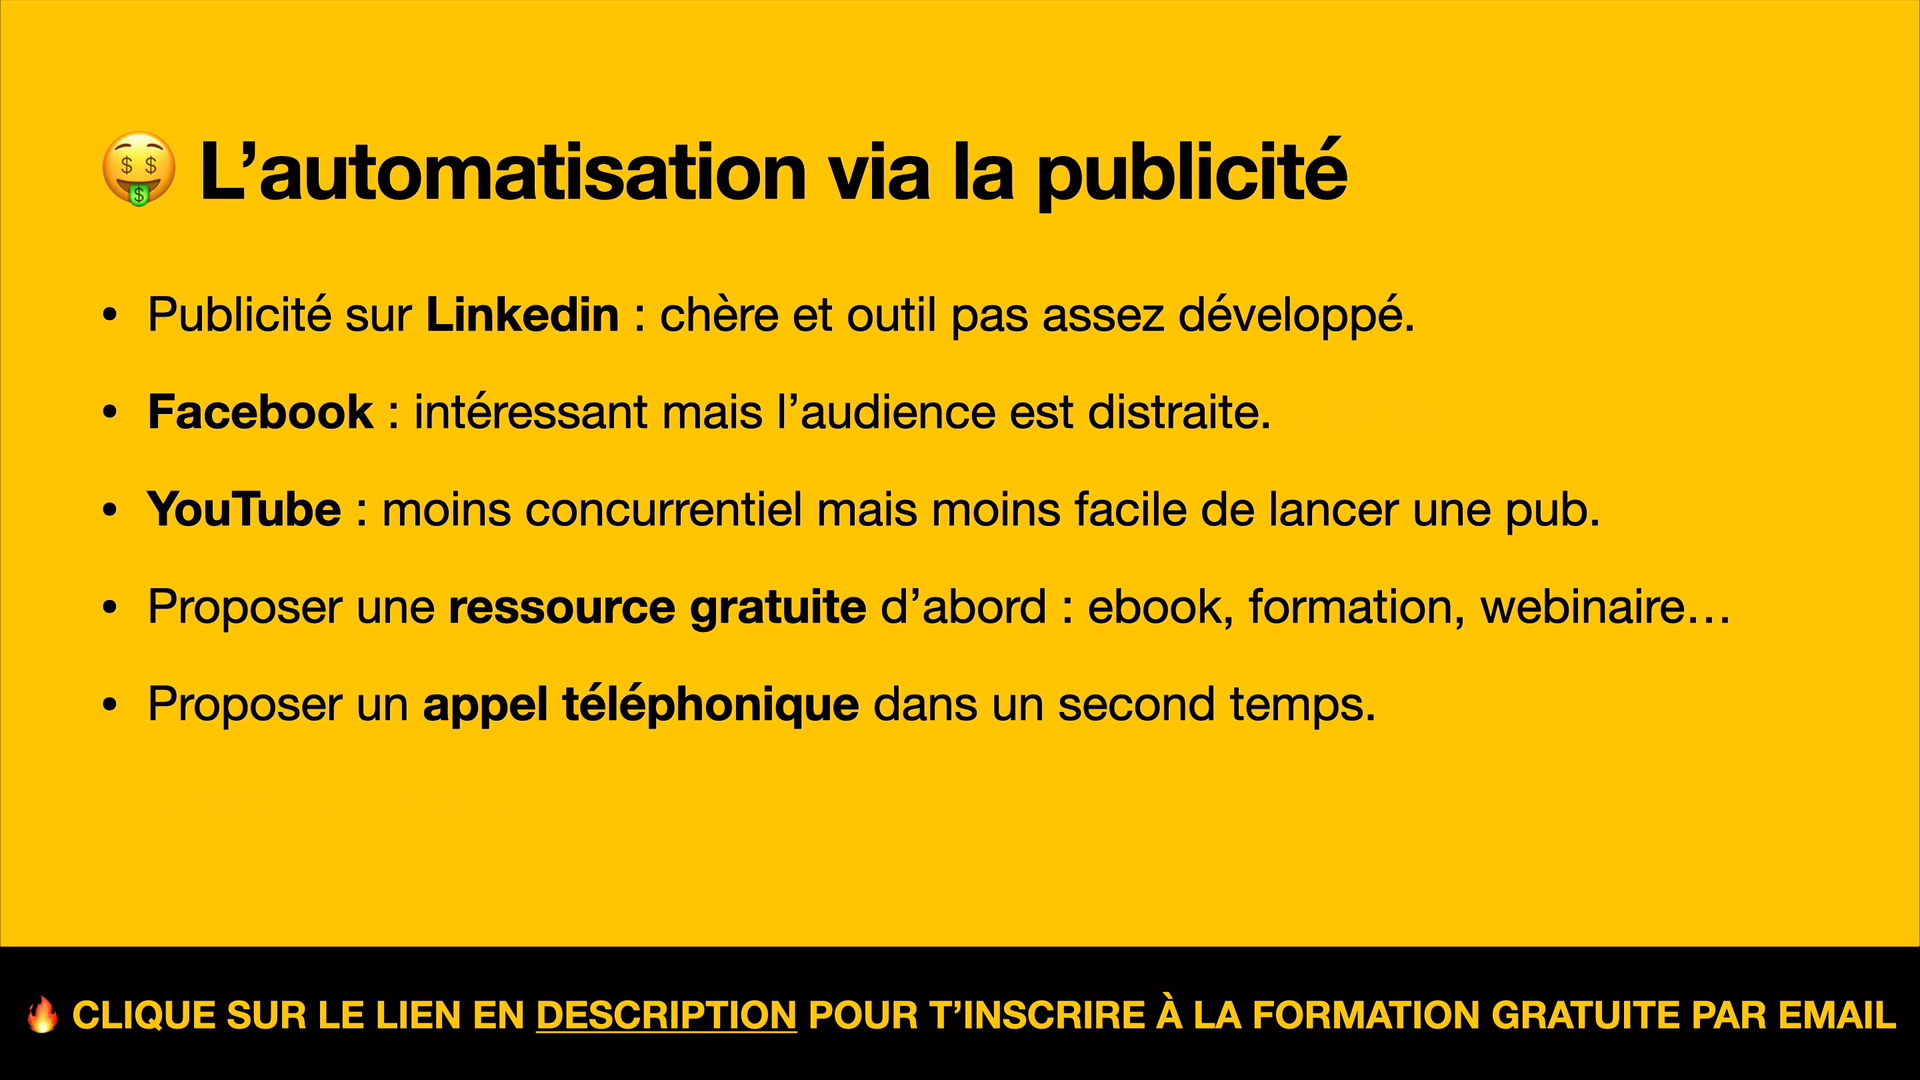 🤑 L’automatisation via la publicité
• Publicité sur Linkedin : chère et outil pas assez développé.
• Facebook : intéressant mais l’audience est distraite.
• YouTube : moins concurrentiel mais moins facile de lancer une pub.
• Proposer une ressource gratuite d’abord : ebook, formation, webinaire…
• Proposer un appel téléphonique dans un second temps.
🔥 CLIQUE SUR LE LIEN EN DESCRIPTION POUR T’INSCRIRE À LA FORMATION GRATUITE PAR EMAIL